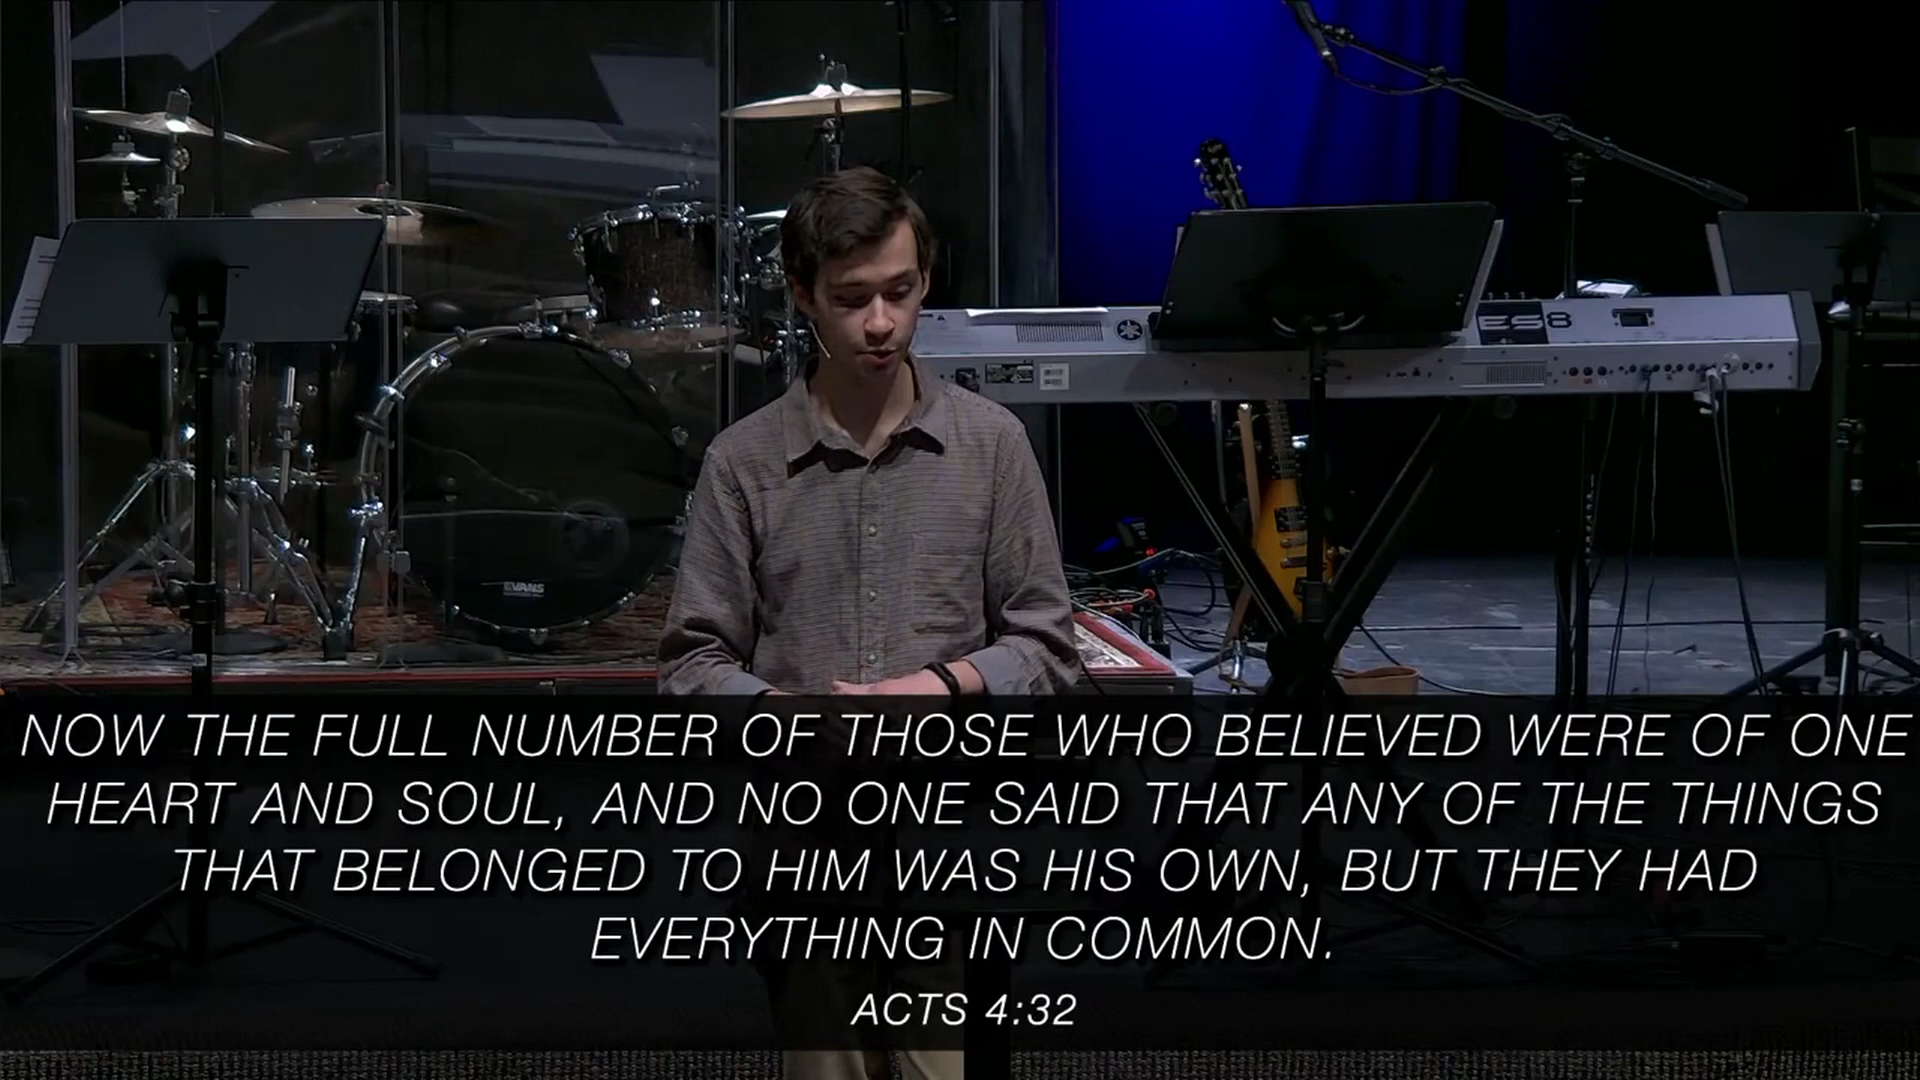 ES8
EVANS
NOW THE FULL NUMBER OF THOSE WHO BELIEVED WERE OF ONE
HEART AND SOUL, AND NO ONE SAID THAT ANY OF THE THINGS
THAT BELONGED TO HIM WAS HIS OWN, BUT THEY HAD
EVERYTHING IN COMMON.
ACTS 4:32